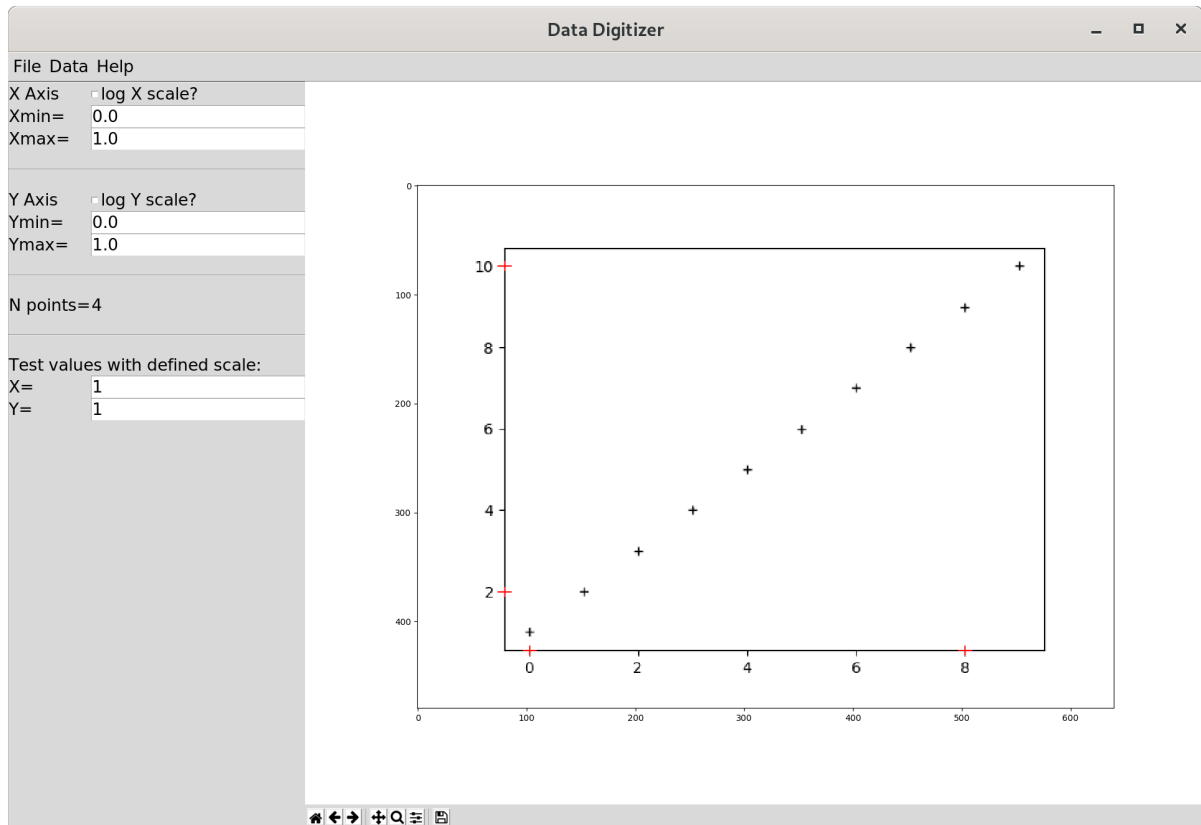 Data Digitizer
File Data Help
X Axis log X scale?
Xmin= 0.0
Xmax= 1.0
Y Axis log Y scale?
Ymin= 0.0
Ymax= 1.0
N points=4
Test values with defined scale:
X= 1
Y= 1
0
100
200
300
400
10
8
6
4
2
0 2 4 6 8
0 100 200 300 400 500 600